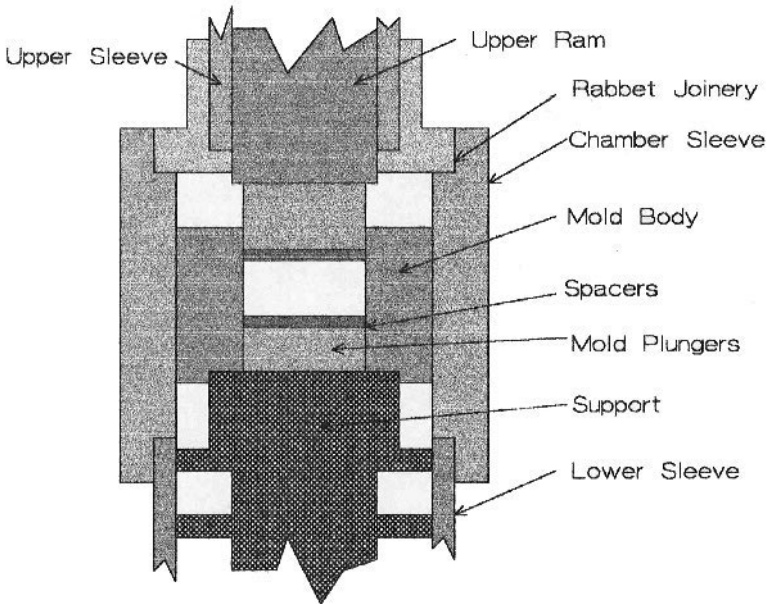 Upper Sleeve
Upper Ram
Rabbet Joinery
Chamber Sleeve
Mold Body
Spacers
Mold Plungers
Support
Lower Sleeve